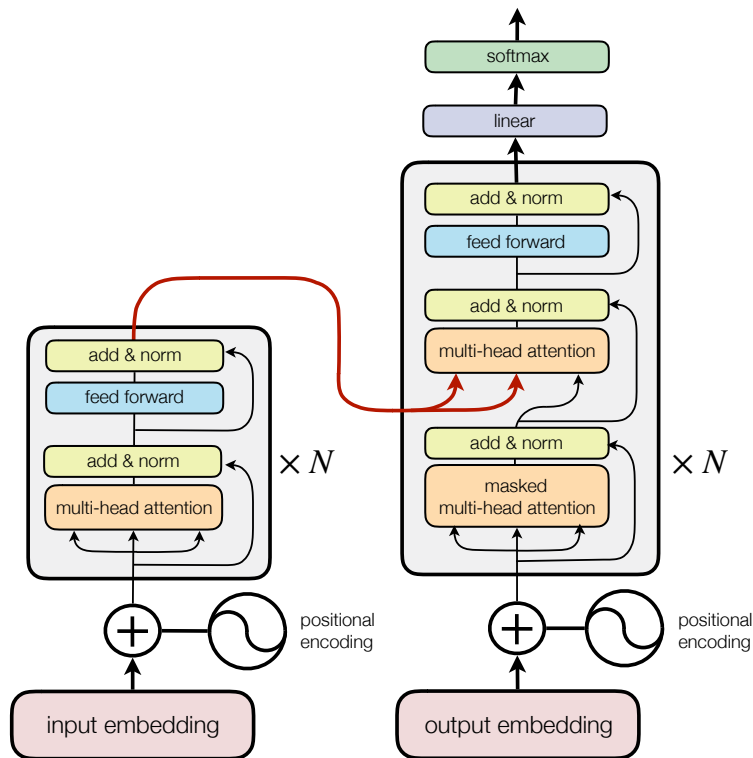 softmax
linear
add & norm
feed forward
add & norm
multi-head attention
add & norm
masked
multi-head attention
× N
positional
encoding
output embedding
add & norm
feed forward
add & norm
multi-head attention
× N
positional
encoding
input embedding